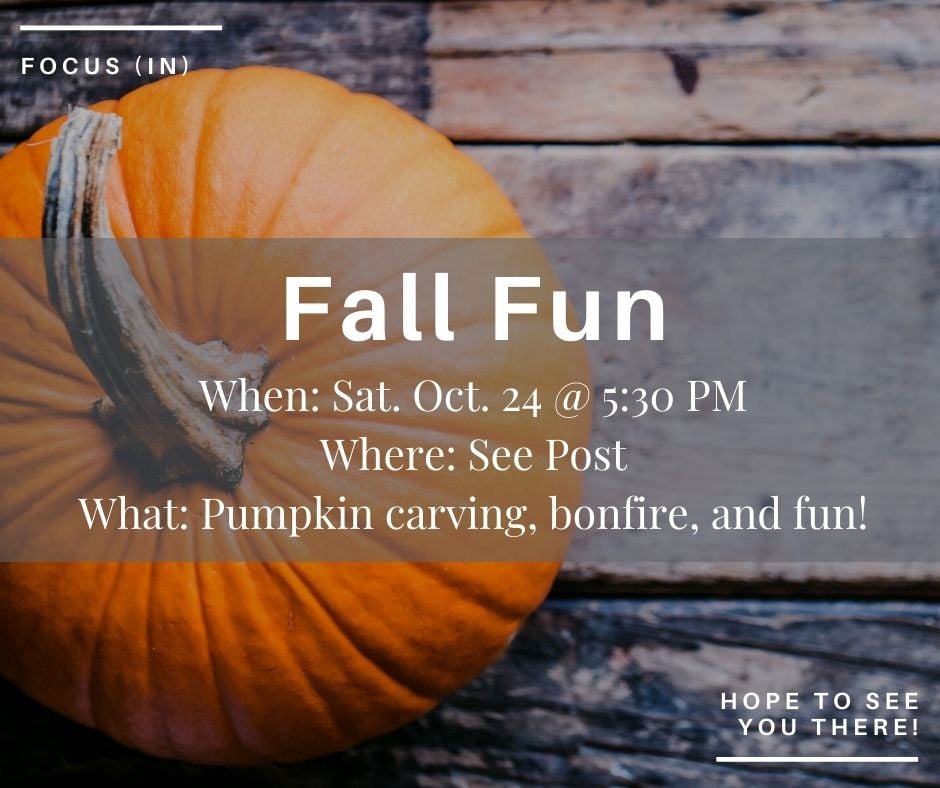 FOCUS (IN)
Fall Fun
When: Sat. Oct. 24 @ 5:30 PM
Where: See Post
What: Pumpkin carving, bonfire, and fun!
HOPE TO SEE
YOU THERE!